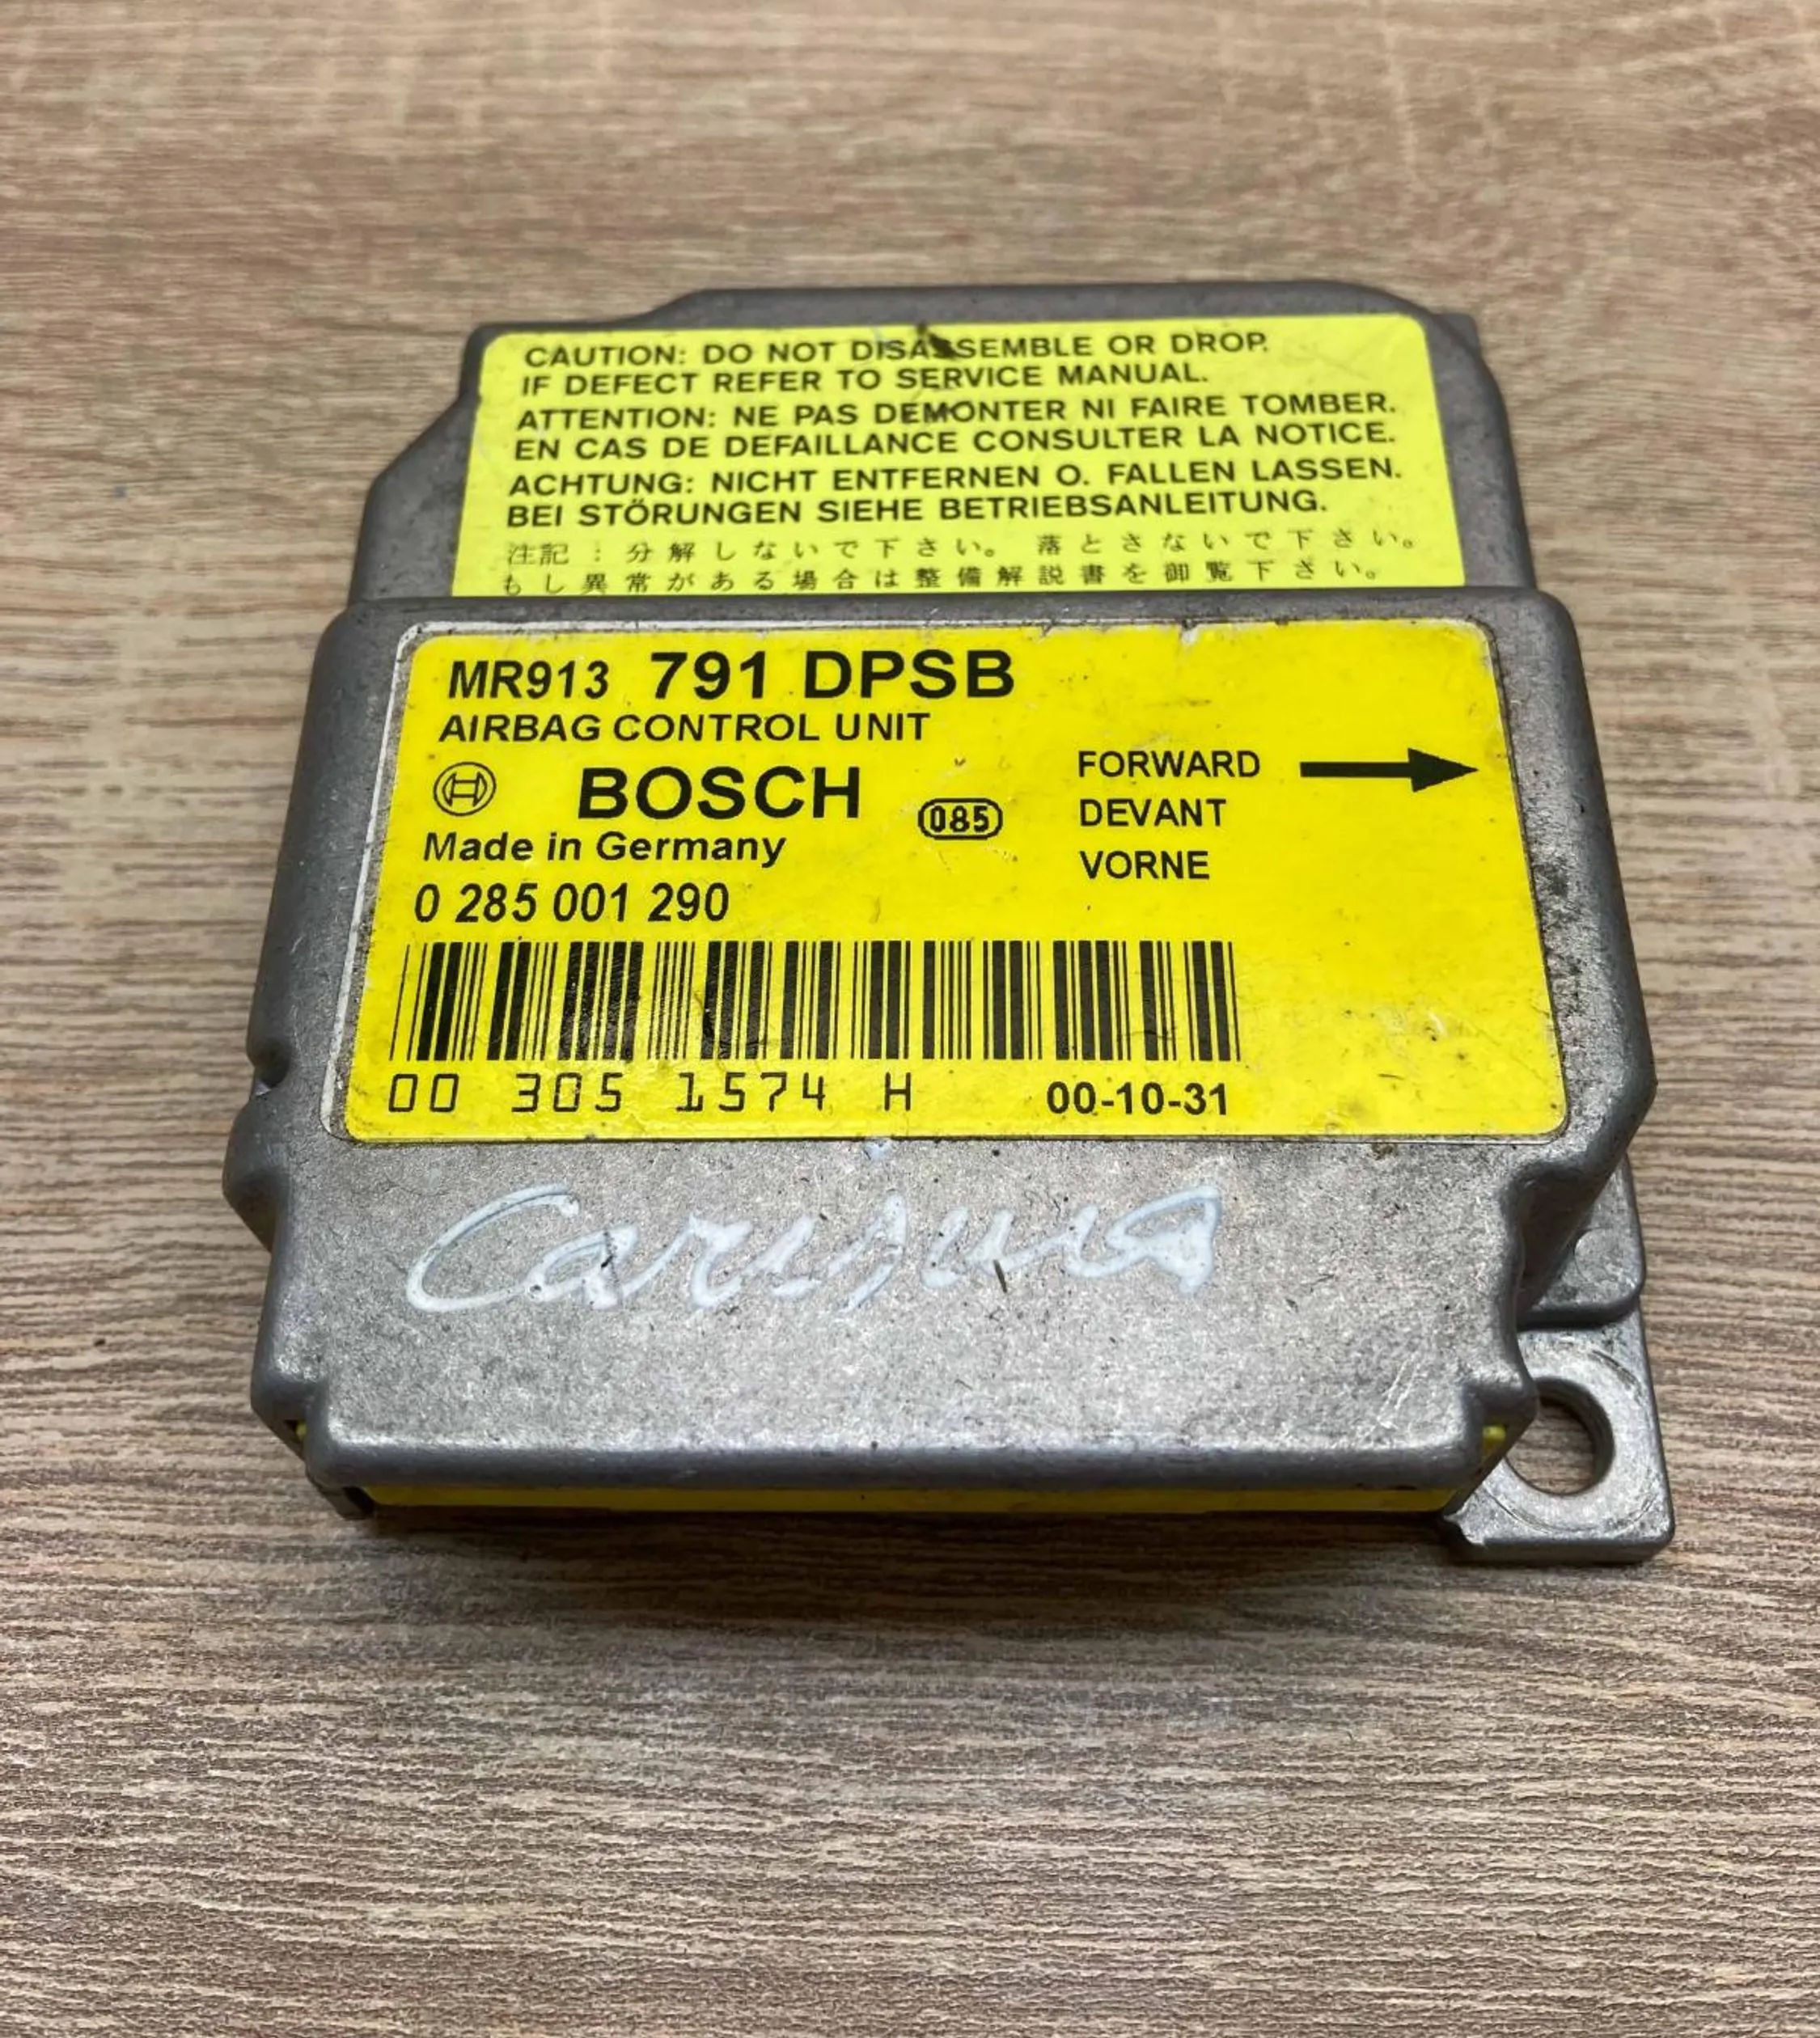 CAUTION: DO NOT DISASSEMBLE OR DROP.
IF DEFECT REFER TO SERVICE MANUAL.
ATTENTION: NE PAS DEMONTER NI FAIRE TOMBER.
EN CAS DE DEFAILLANCE CONSULTER LA NOTICE.
ACHTUNG: NICHT ENTFERNEN O. FALLEN LASSEN.
BEI STÖRUNGEN SIEHE BETRIEBSANLEITUNG.
注記：分解しないで下さい。 落とさないで下さい。
もし異常がある場合は整備解説書を御覧下さい。
MR913 791 DPSB
AIRBAG CONTROL UNIT
BOSCH
085
Made in Germany
0 285 001 290
FORWARD
DEVANT
VORNE
00 305 1574 H 00-10-31
Carisma